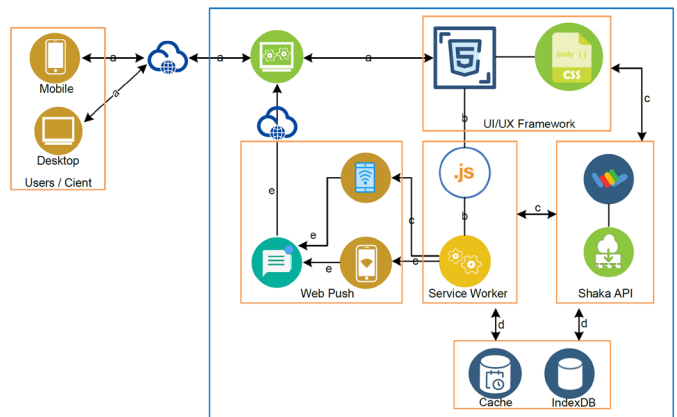 a
a
a
a
Mobile
Desktop
Users / Cient
body {}
CSS
UI/UX Framework
c
b
.js
b
Service Worker
c
Shaka API
e
e
e
c
e
Web Push
d
d
Cache
IndexDB